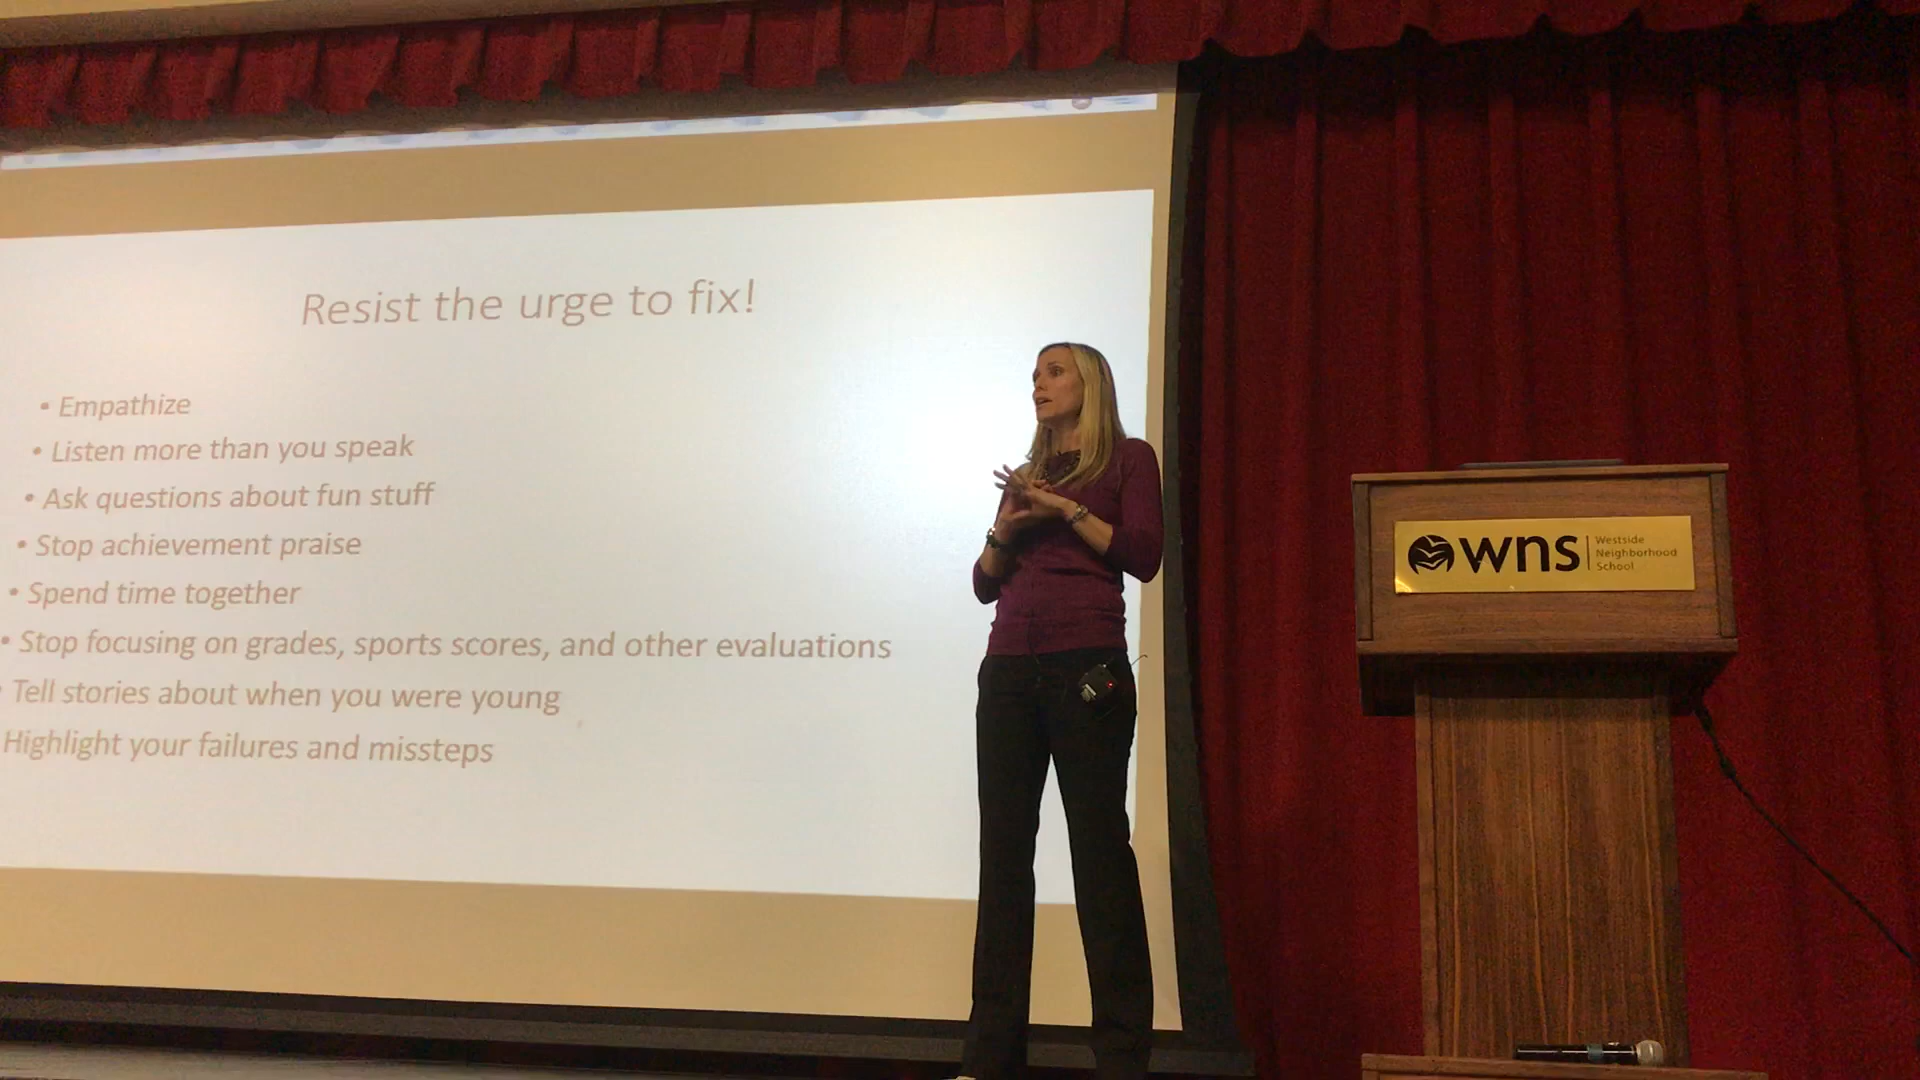 Resist the urge to fix!
• Empathize
• Listen more than you speak
• Ask questions about fun stuff
• Stop achievement praise
• Spend time together
• Stop focusing on grades, sports scores, and other evaluations
Tell stories about when you were young
Highlight your failures and missteps
wns
Westside
Neighborhood
School